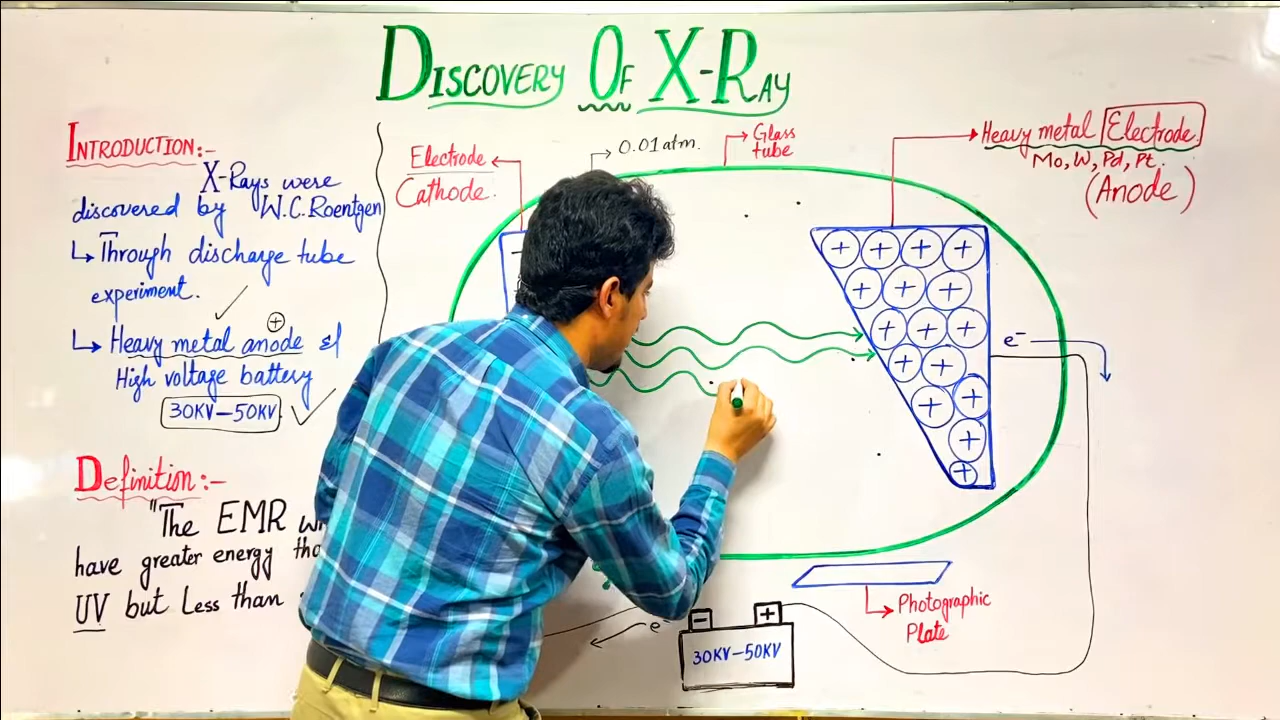 DISCOVERY OF X-RAY
INTRODUCTION:-
X-Rays were
discovered by W.C.Roentgen
↳ Through discharge tube
experiment.
↳ Heavy metal anode &
High voltage battery
30KV-50KV
Definition:-
"The EMR
have greater energy
UV but Less than
Electrode
Cathode.
0.01 atm.
Glass
tube
Heavy metal Electrode.
Mo, W, Pd, Pt.
(Anode)
+ + + +
+ + +
+ + +
+ +
+ +
+
+
e-
Photographic
Plate
e-
- +
30KV-50KV